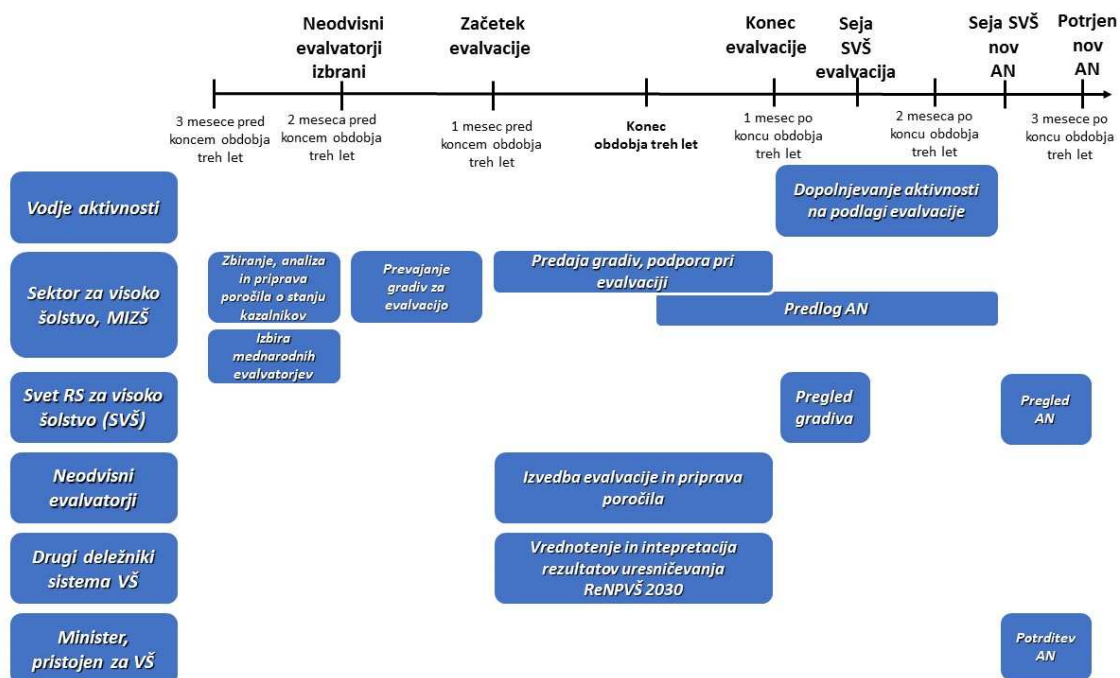 Neodvisni
evalvatorji
izbrani
Začetek
evalvacije
Konec
evalvacije
Seja
SVŠ
evalvacija
Seja SVŠ
nov
AN
Potrjen
nov
AN
3 mesece pred
koncem obdobja
treh let
2 meseca pred
koncem obdobja
treh let
1 mesec pred
koncem obdobja
treh let
Konec
obdobja treh let
1 mesec po
koncu obdobja
treh let
2 meseca po
koncu obdobja
treh let
3 mesece po
koncu obdobja
treh let
Vodje aktivnosti
Dopolnjevanje aktivnosti
na podlagi evalvacije
Sektor za visoko
šolstvo, MIZŠ
Zbiranje, analiza
in priprava
poročila o stanju
kazalnikov
Prevajanje
gradiv za
evalvacijo
Predaja gradiv, podpora pri
evalvaciji
Predlog AN
Izbira
mednarodnih
evalvatorjev
Svet RS za visoko
šolstvo (SVŠ)
Pregled
gradiva
Pregled
AN
Neodvisni
evalvatorji
Izvedba evalvacije in priprava
poročila
Drugi deležniki
sistema VŠ
Vrednotenje in intepretacija
rezultatov uresničevanja
ReNPVŠ 2030
Minister,
pristojen za VŠ
Potrditev
AN